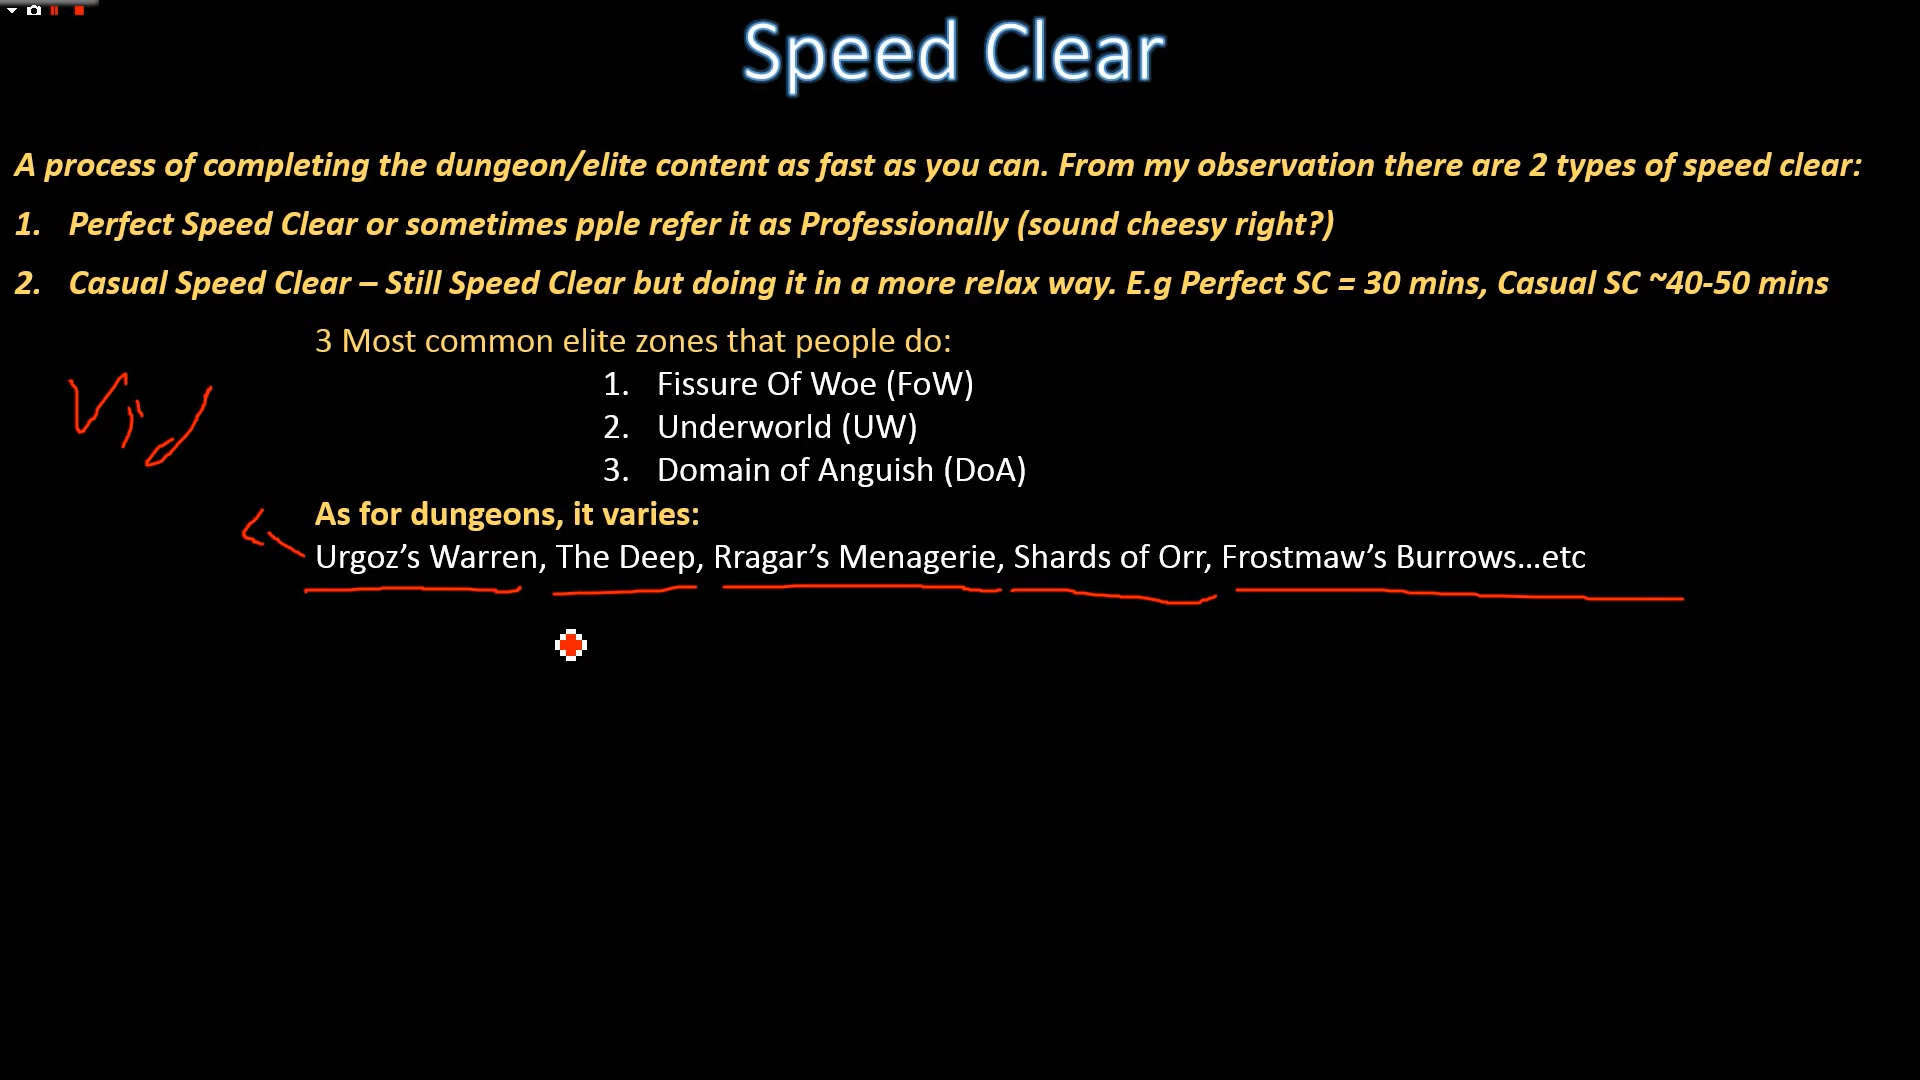 Speed Clear
A process of completing the dungeon/elite content as fast as you can. From my observation there are 2 types of speed clear:
1. Perfect Speed Clear or sometimes pple refer it as Professionally (sound cheesy right?)
2. Casual Speed Clear – Still Speed Clear but doing it in a more relax way. E.g Perfect SC = 30 mins, Casual SC ~40-50 mins
3 Most common elite zones that people do:
1. Fissure Of Woe (FoW)
2. Underworld (UW)
Vid
3. Domain of Anguish (DoA)
As for dungeons, it varies:
Urgoz’s Warren, The Deep, Rragar’s Menagerie, Shards of Orr, Frostmaw’s Burrows…etc